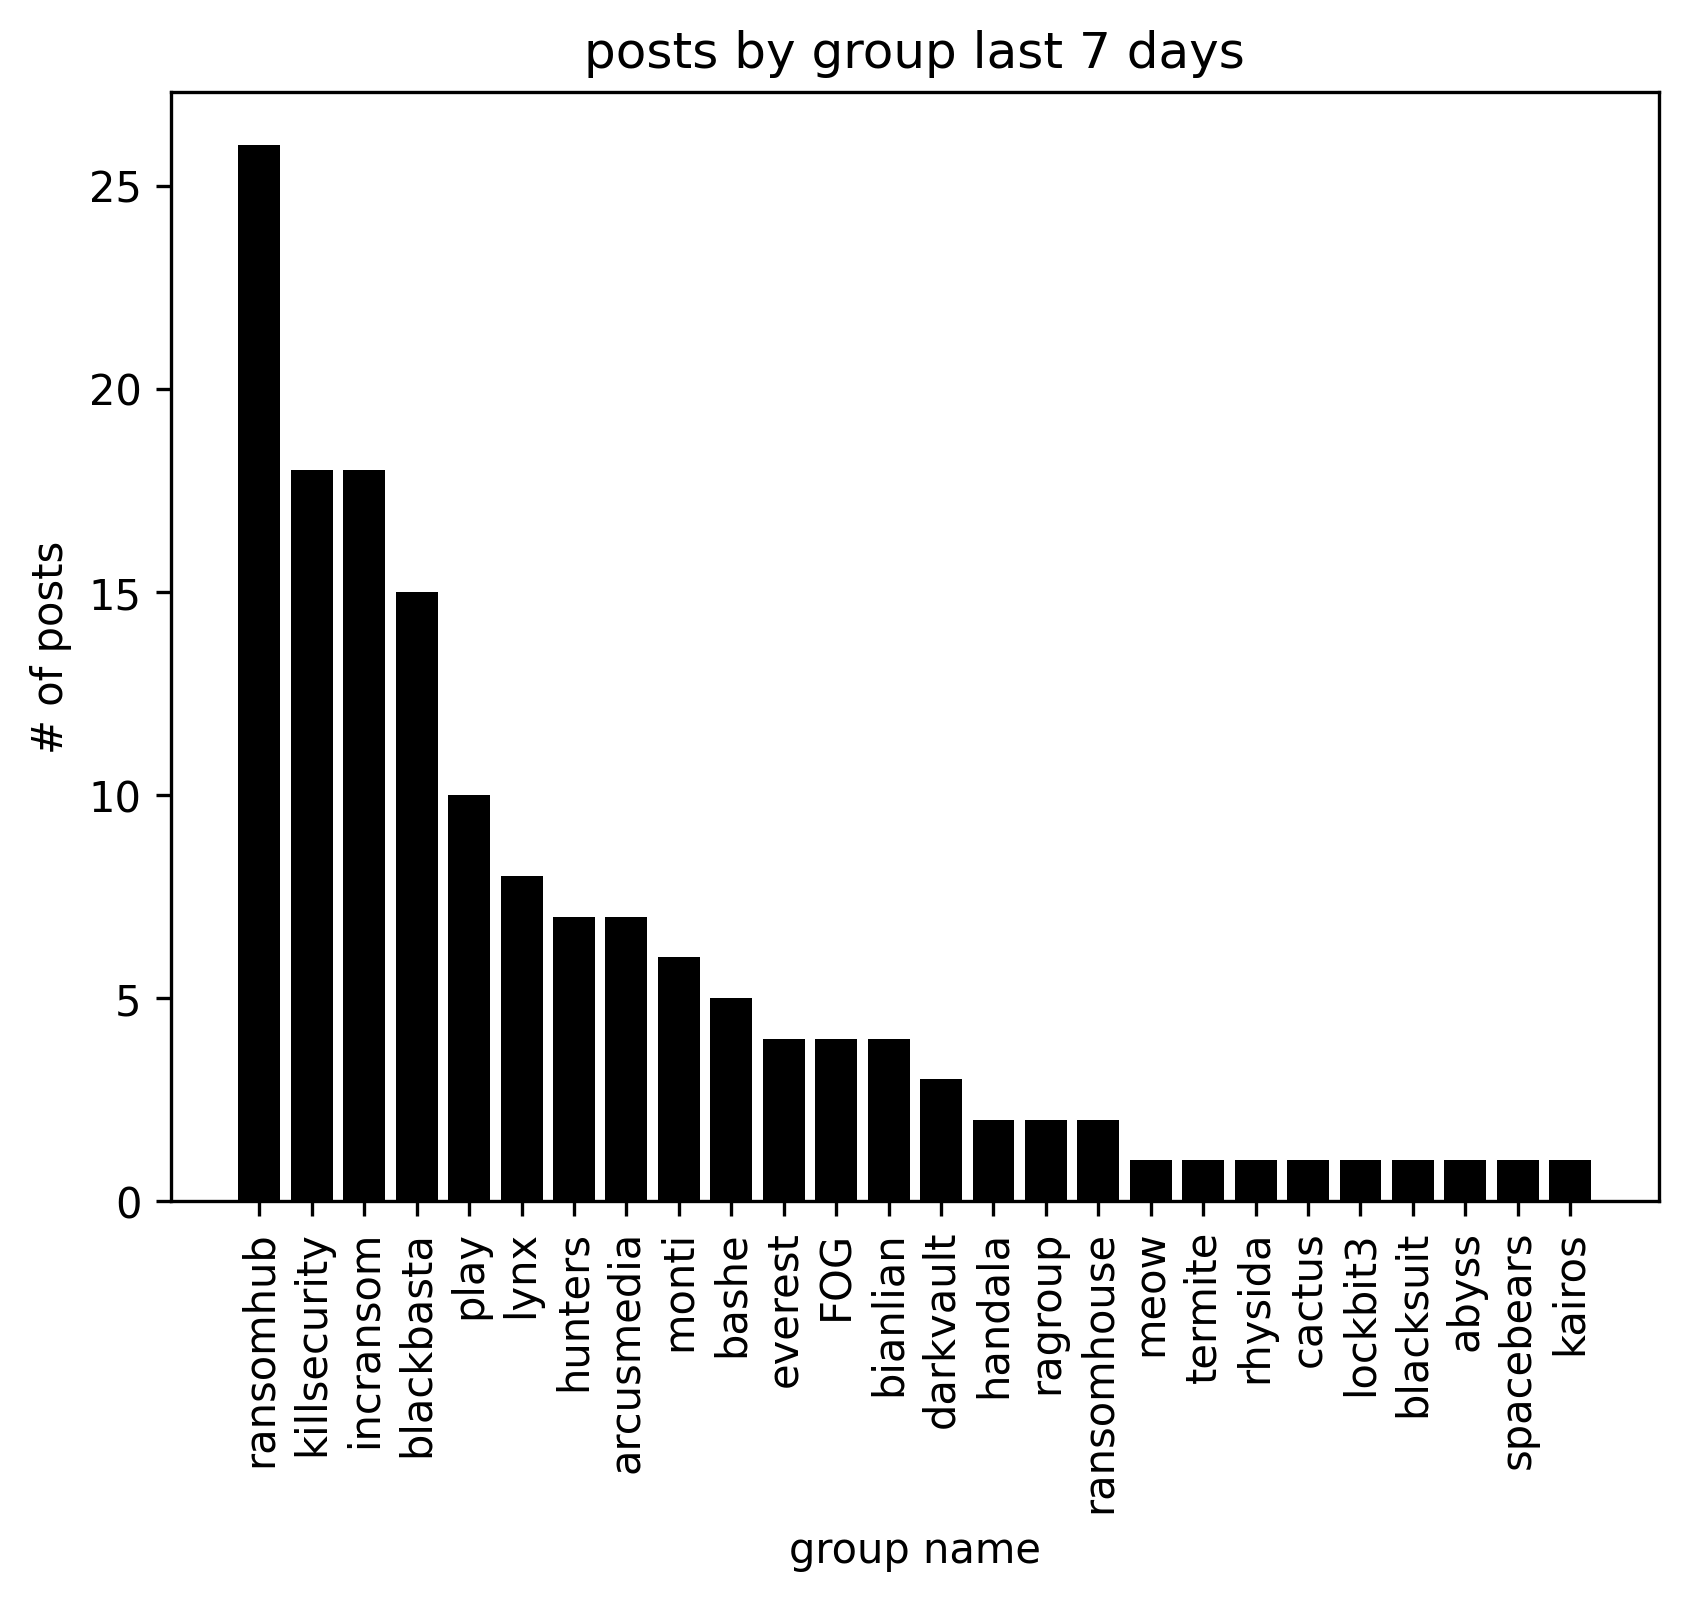 posts by group last 7 days
# of posts
25
20
15
10
5
0
ransomhub
killsecurity
incransom
blackbasta
play
lynx
hunters
arcusmedia
monti
bashe
everest
FOG
bianlian
darkvault
handala
ragroup
ransomhouse
meow
termite
rhysida
cactus
lockbit3
blacksuit
abyss
spacebears
kairos
group name